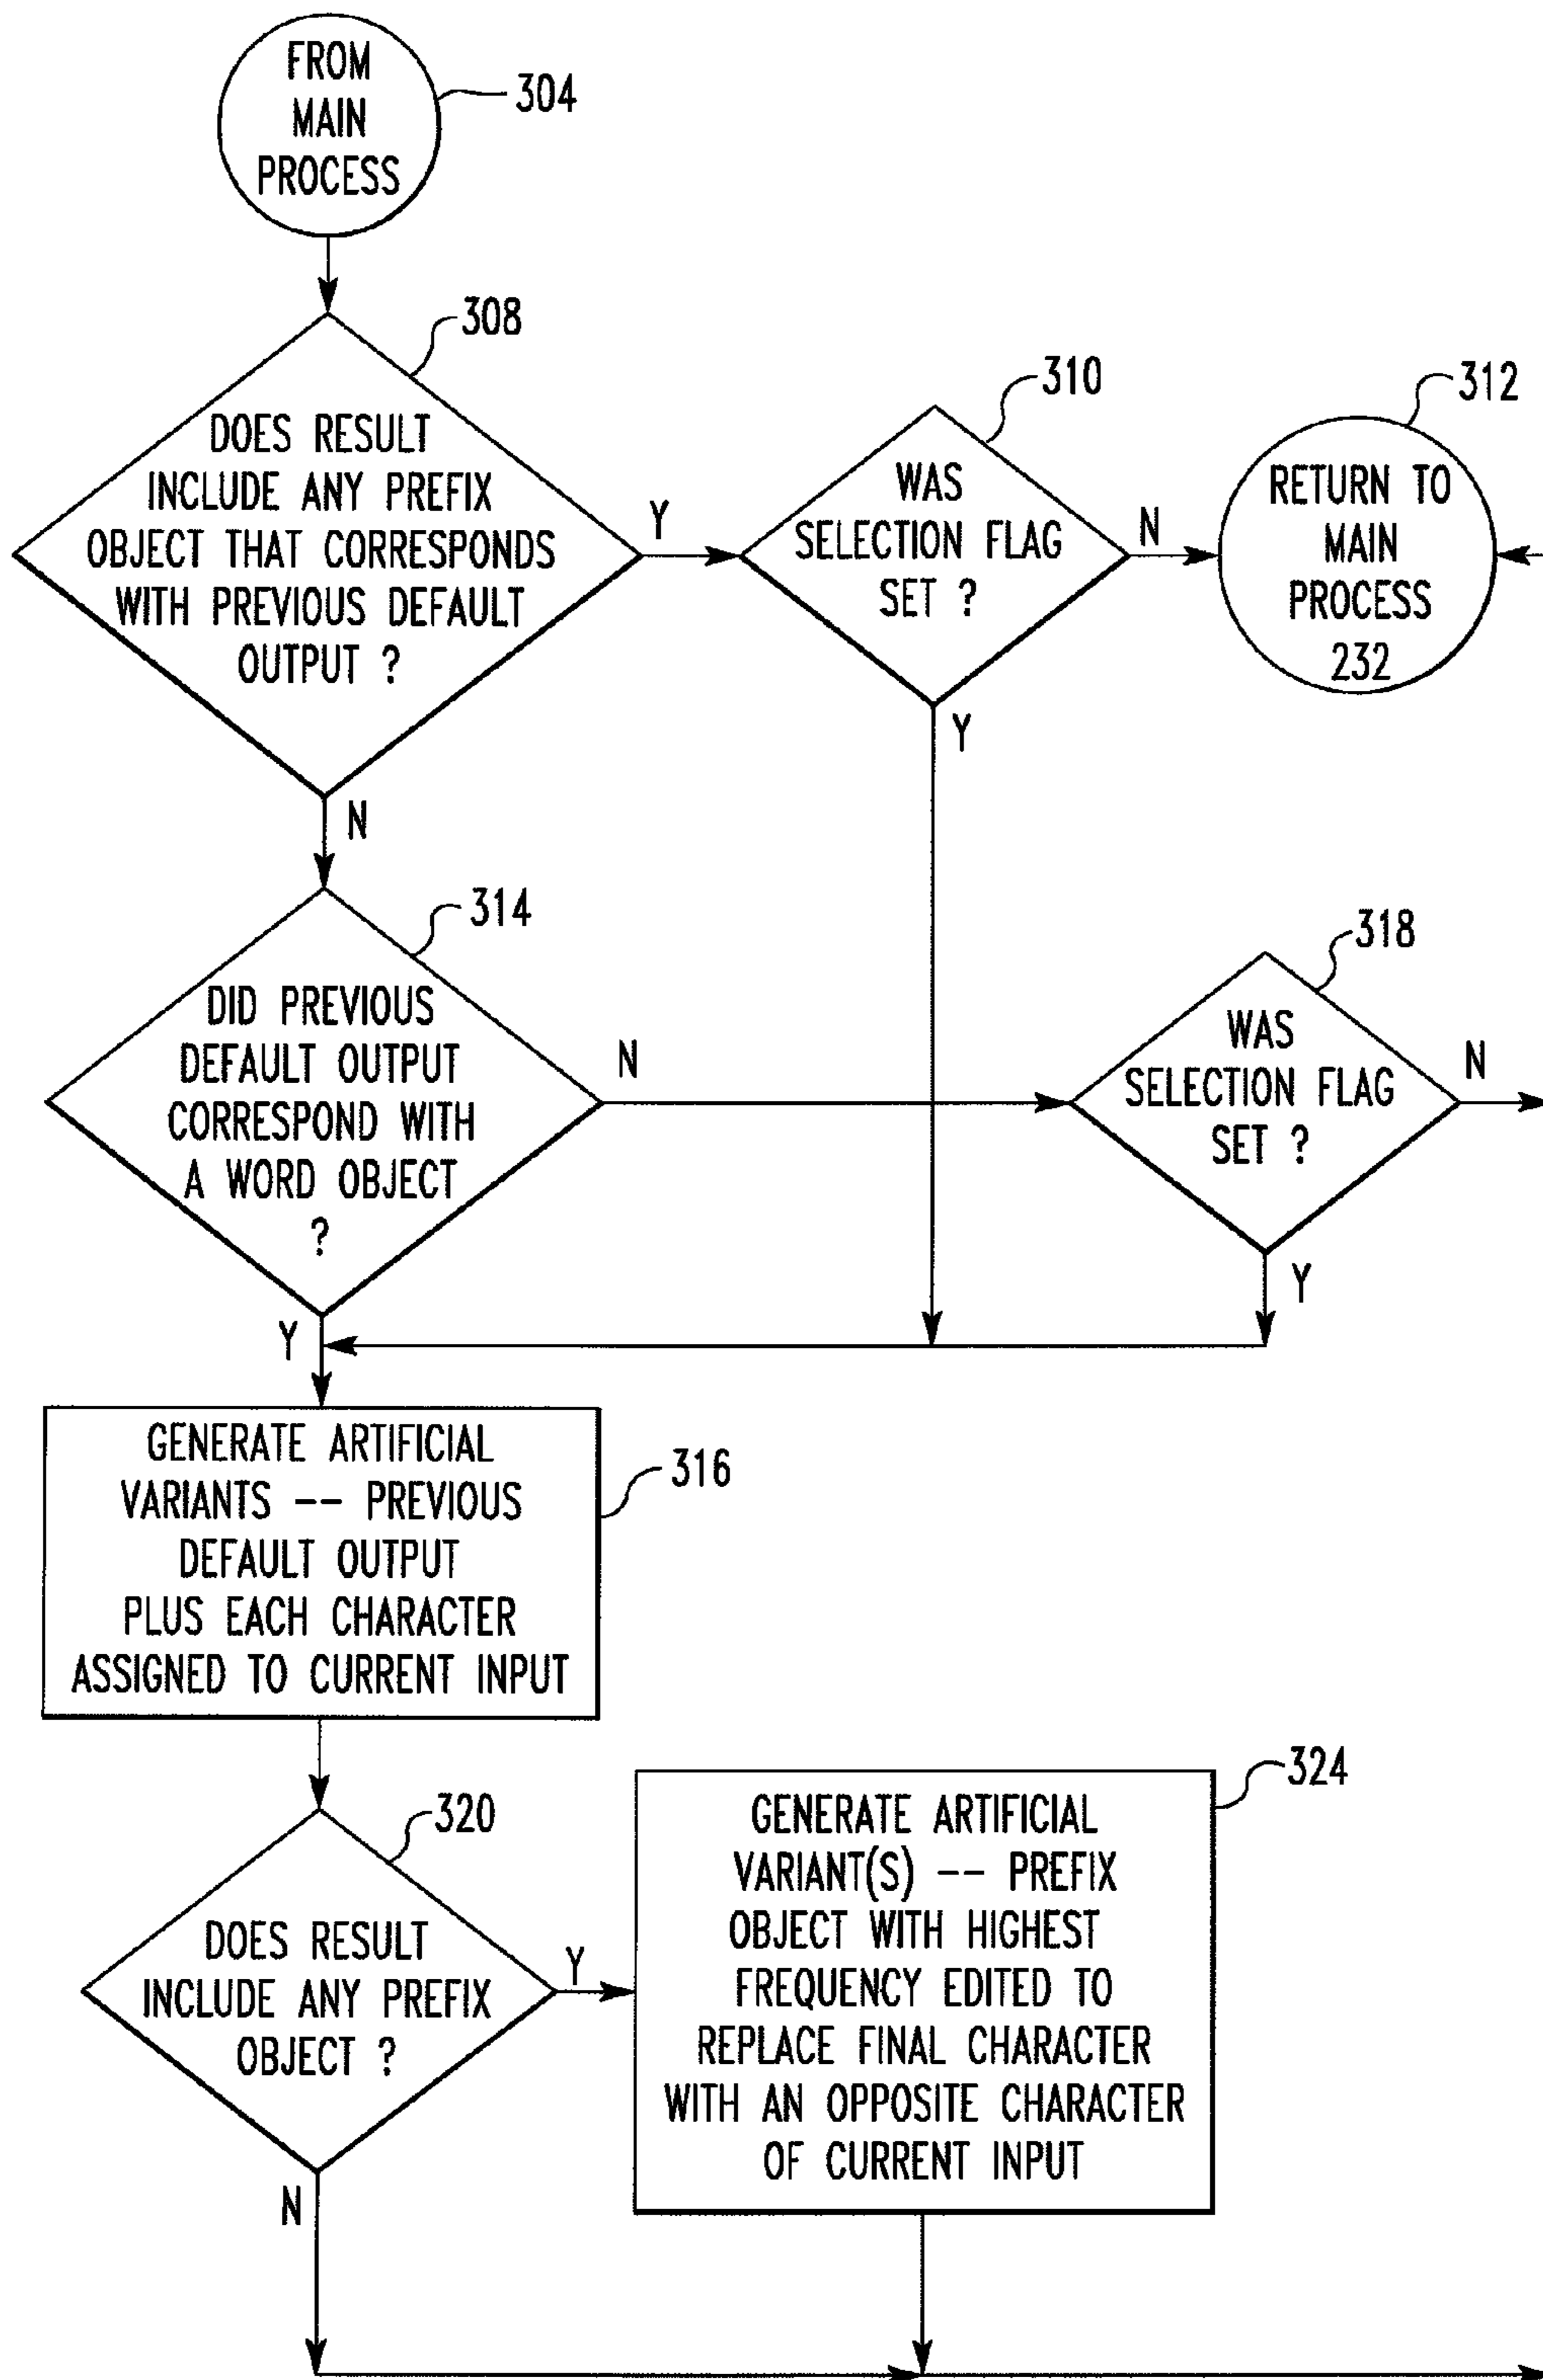 FROM
MAIN
PROCESS
304
308
DOES RESULT
INCLUDE ANY PREFIX
OBJECT THAT CORRESPONDS
WITH PREVIOUS DEFAULT
OUTPUT ?
Y
N
310
WAS
SELECTION FLAG
SET ?
N
Y
312
RETURN TO
MAIN
PROCESS
232
314
DID PREVIOUS
DEFAULT OUTPUT
CORRESPOND WITH
A WORD OBJECT
?
N
Y
318
WAS
SELECTION FLAG
SET ?
N
Y
316
GENERATE ARTIFICIAL
VARIANTS -- PREVIOUS
DEFAULT OUTPUT
PLUS EACH CHARACTER
ASSIGNED TO CURRENT INPUT
320
DOES RESULT
INCLUDE ANY PREFIX
OBJECT ?
Y
N
324
GENERATE ARTIFICIAL
VARIANT(S) -- PREFIX
OBJECT WITH HIGHEST
FREQUENCY EDITED TO
REPLACE FINAL CHARACTER
WITH AN OPPOSITE CHARACTER
OF CURRENT INPUT